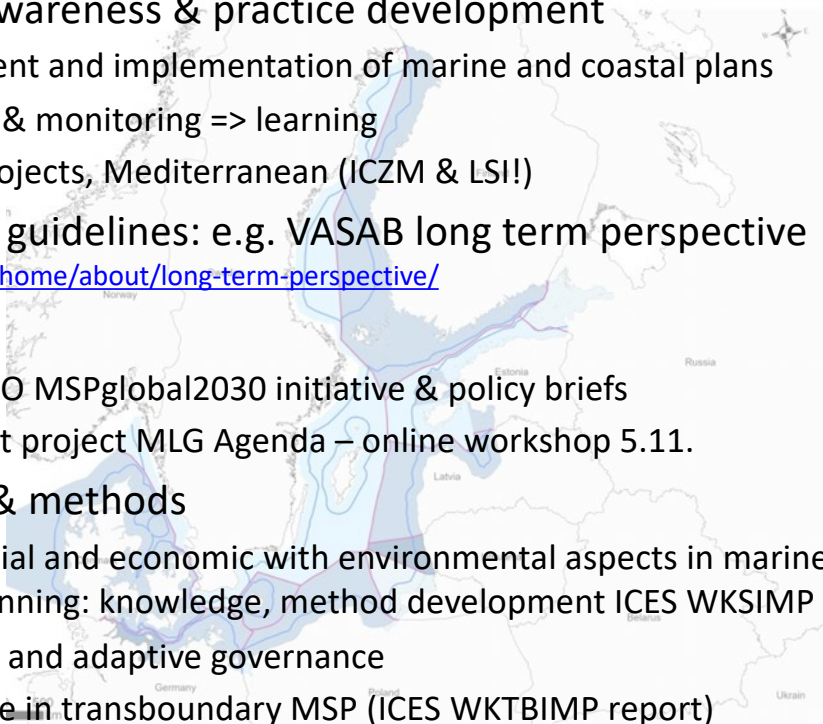 wareness & practice development
ent and implementation of marine and coastal plans
& monitoring => learning
ojects, Mediterranean (ICZM & LSI!)
guidelines: e.g. VASAB long term perspective
home/about/long-term-perspective/
Norway
Russia
Estonia
O MSPglobal2030 initiative & policy briefs
t project MLG Agenda – online workshop 5.11.
Latvia
& methods
ial and economic with environmental aspects in marine
nning: knowledge, method development ICES WKSIMP
Belarus
and adaptive governance
Germany
Poland
Ukrain
e in transboundary MSP (ICES WKTBIMP report)